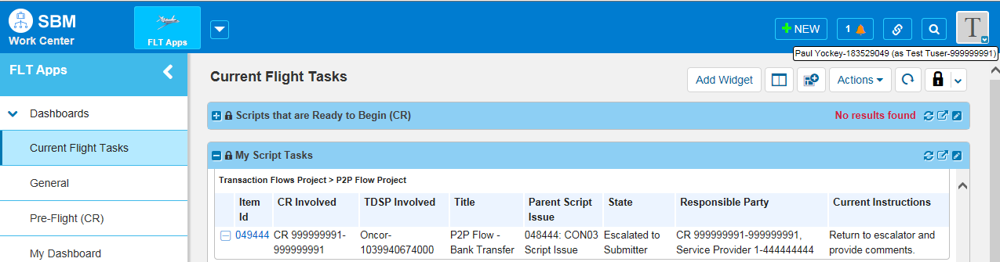 SBM
Work Center
FLT Apps
NEW
1
T
Paul Yockey-183529049 (as Test Tuser-999999991)
FLT Apps
Current Flight Tasks
Add Widget
Actions
Dashboards
Scripts that are Ready to Begin (CR)
No results found
Current Flight Tasks
My Script Tasks
General
Transaction Flows Project > P2P Flow Project
Item
Id
CR Involved
TDSP Involved
Title
Parent Script
Issue
State
Responsible Party
Current Instructions
Pre-Flight (CR)
049444
CR 999999991-
999999991
Oncor-
1039940674000
P2P Flow -
Bank Transfer
048444: CON03
Script Issue
Escalated to
Submitter
CR 999999991-999999991,
Service Provider 1-444444444
Return to escalator and
provide comments.
My Dashboard